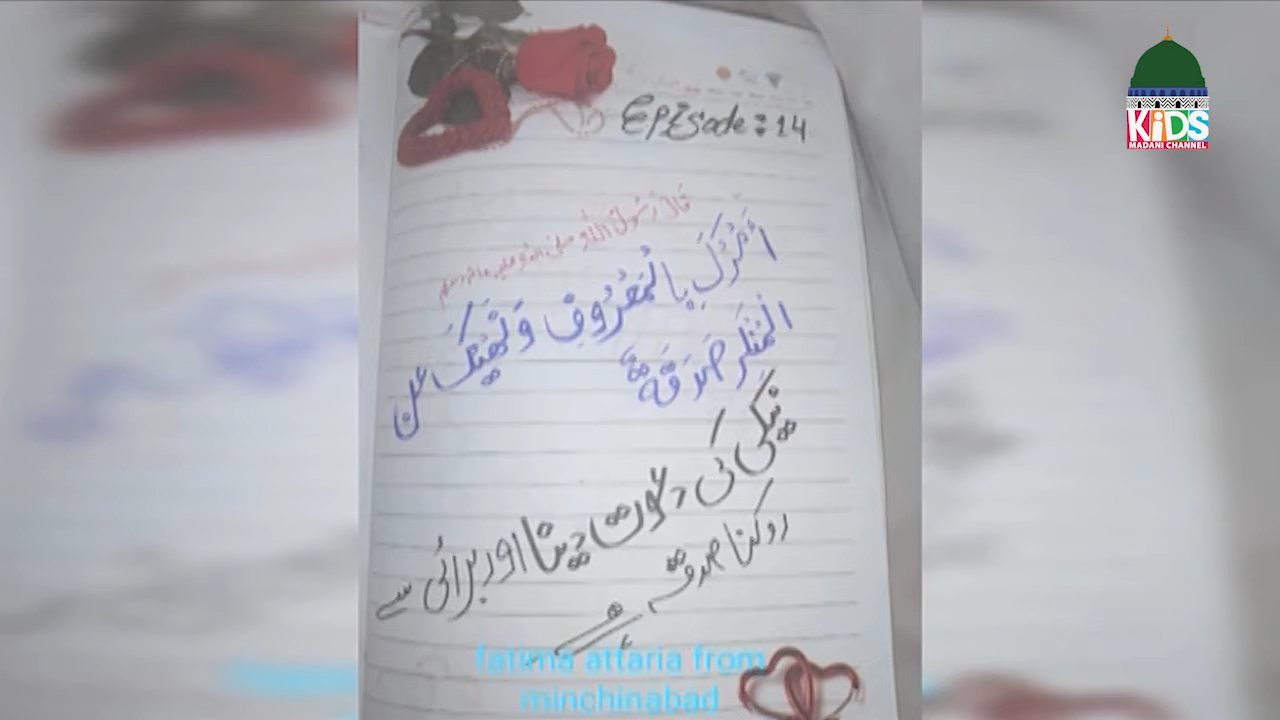 KiDS
MADANI CHANNEL
Epısode:14
قَالَ رَسُوْلُ اللّٰه صلی اللہ علیہ والہ وسلم
اَمْرُكَ بِالْمَعْرُوْفِ وَنَهْيُكَ عَنِ
الْمُنْكَرِ صَدَقَةٌ
نیکی کی دعوت دینا اور برائی سے
روکنا صدقہ ہے
fatima attaria from
minchinabad